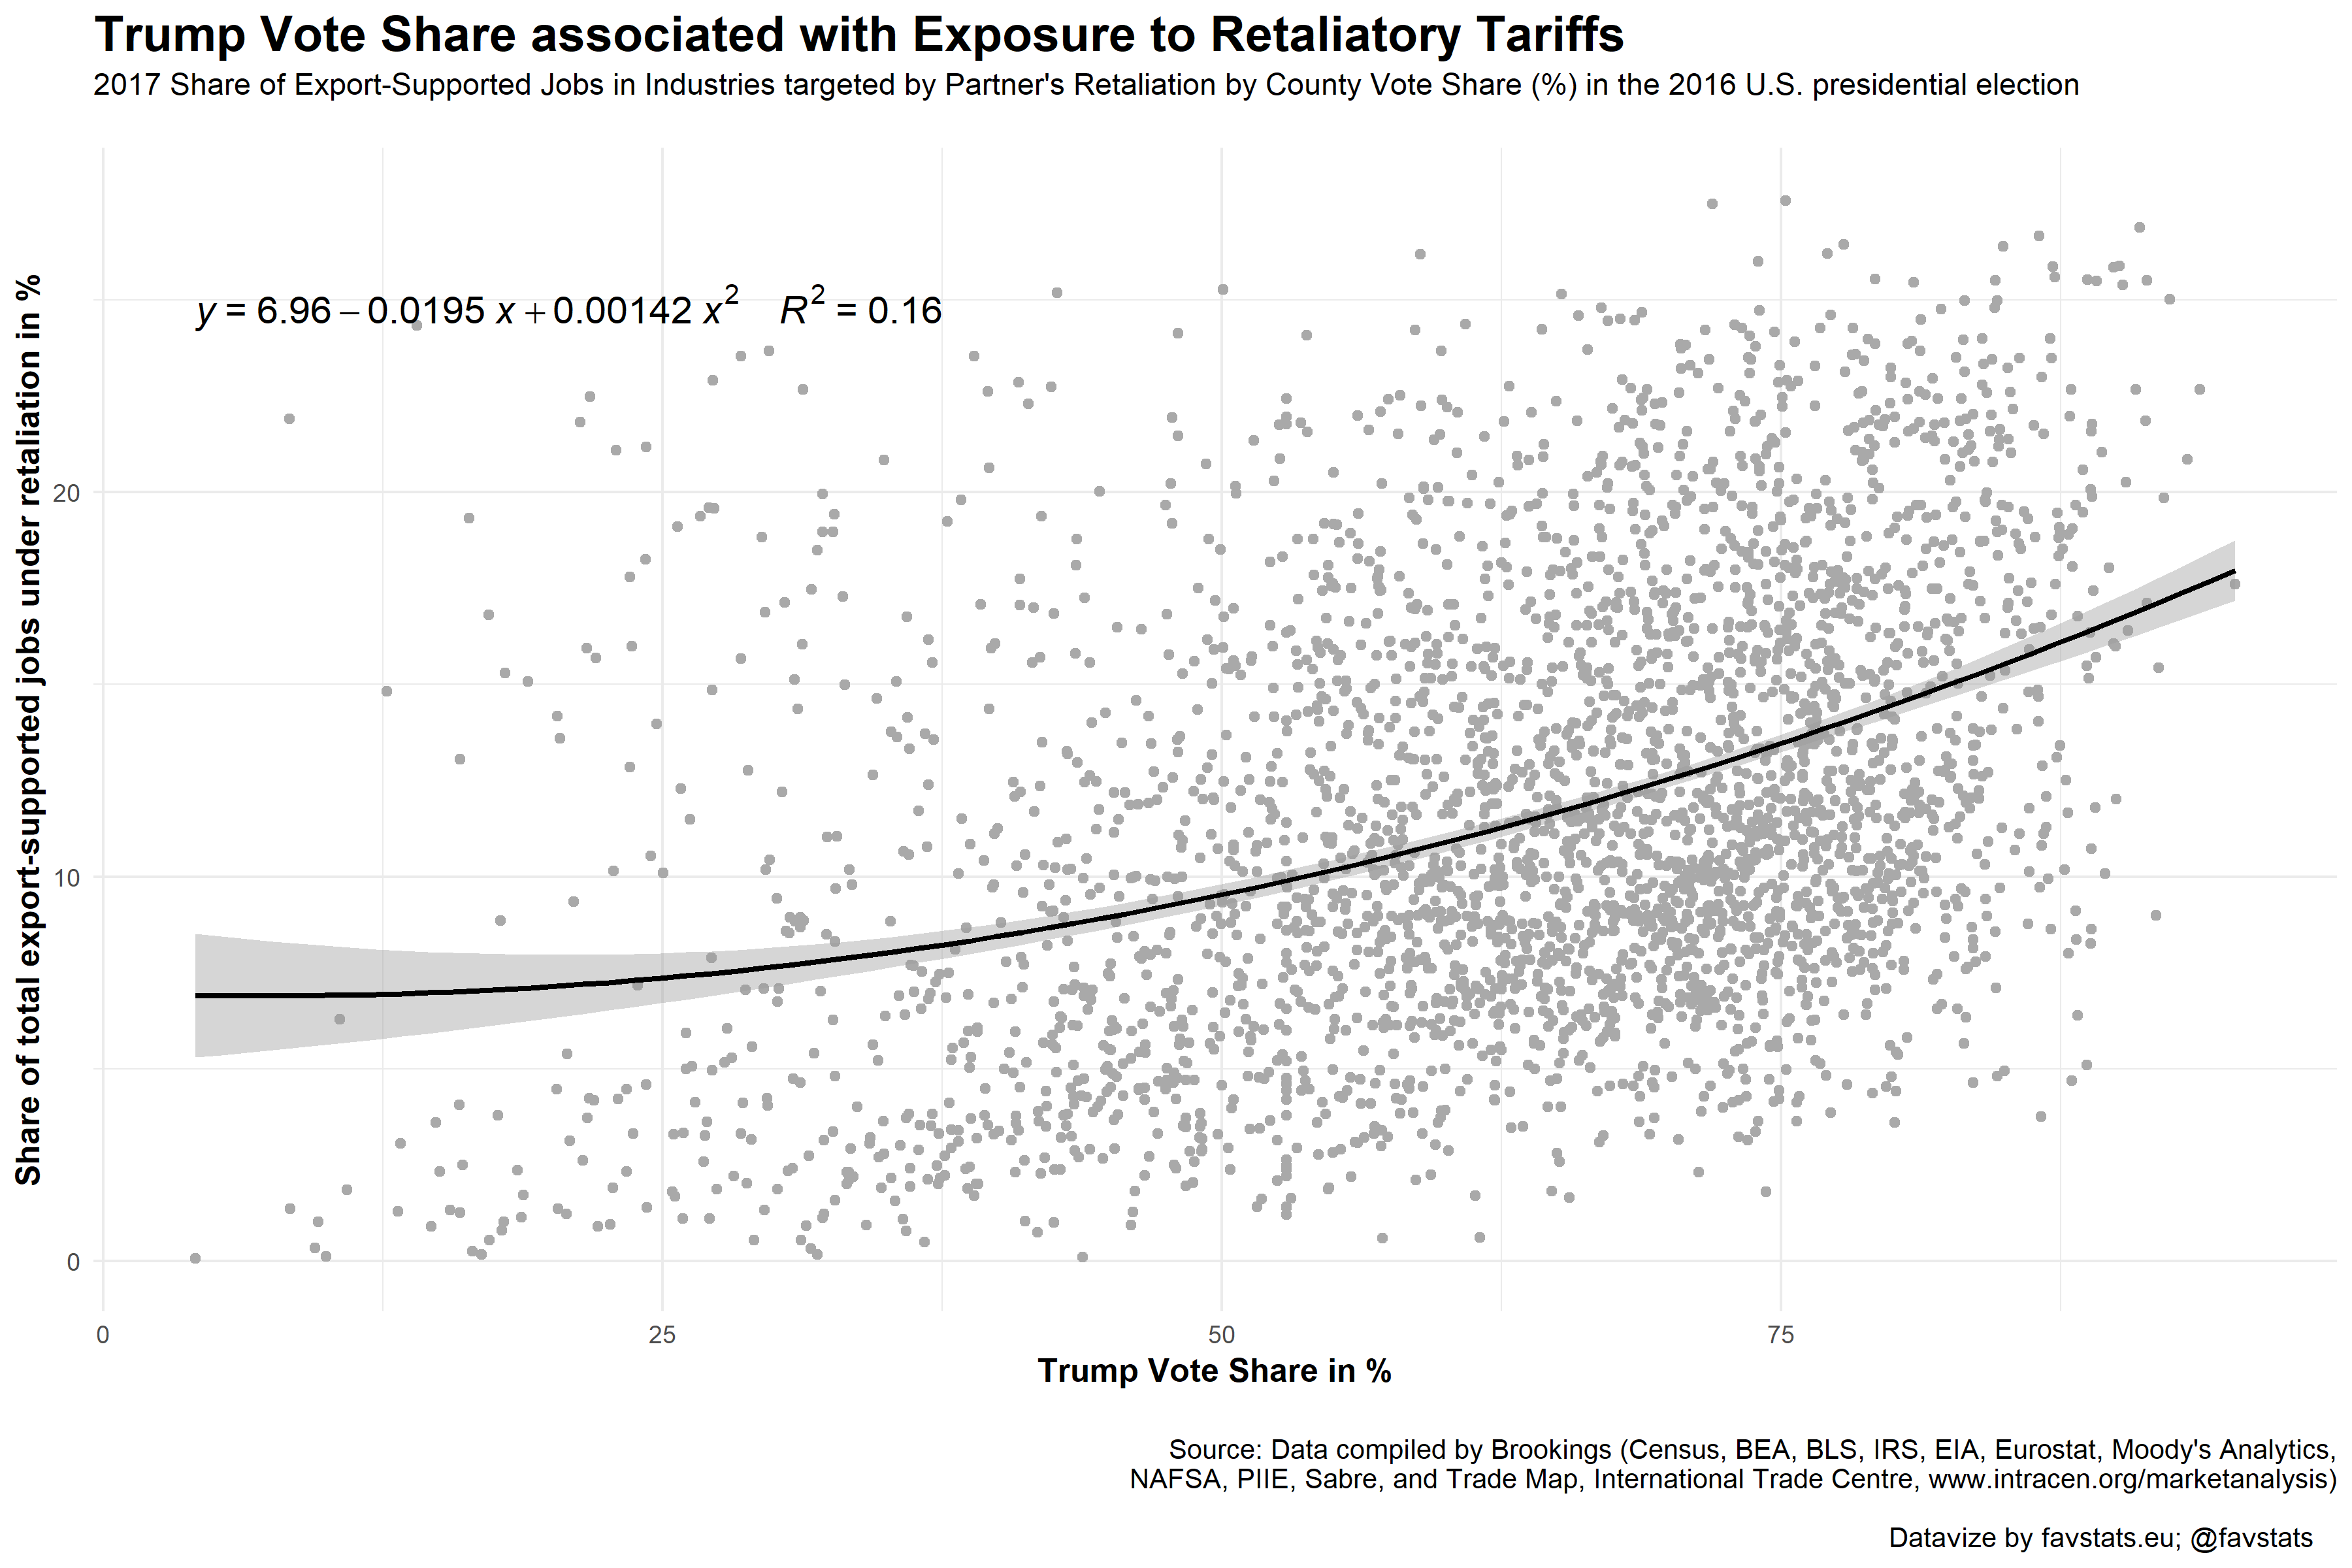 Trump Vote Share associated with Exposure to Retaliatory Tariffs
2017 Share of Export-Supported Jobs in Industries targeted by Partner's Retaliation by County Vote Share (%) in the 2016 U.S. presidential election
y = 6.96 − 0.0195 x + 0.00142 x² R² = 0.16
Share of total export-supported jobs under retaliation in %
20
10
0
0 25 50 75
Trump Vote Share in %
Source: Data compiled by Brookings (Census, BEA, BLS, IRS, EIA, Eurostat, Moody's Analytics,
NAFSA, PIIE, Sabre, and Trade Map, International Trade Centre, www.intracen.org/marketanalysis)
Datavize by favstats.eu; @favstats